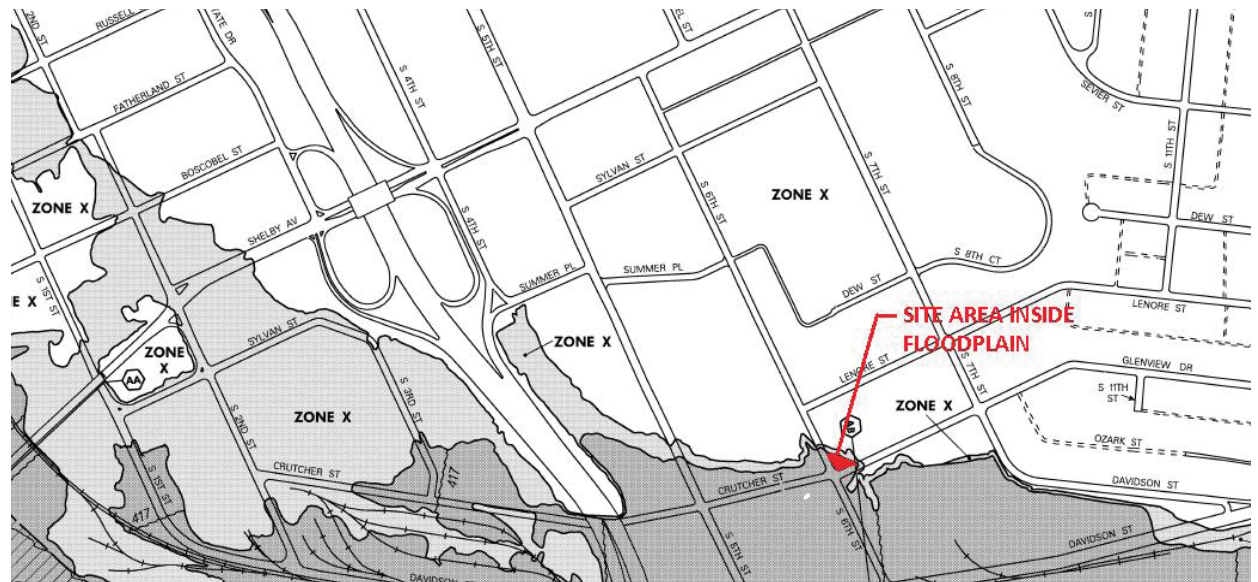 2ND ST
RUSSELL
S 4TH ST
S 5TH ST
FATHERLAND ST
BOSCOBEL ST
ZONE X
SHELBY AV
S 4TH ST
SYLVAN ST
S 6TH ST
S 7TH ST
S 8TH ST
ZONE X
SEVIER ST
S 11TH ST
DEW ST
S 8TH CT
SUMMER PL
SUMMER PL
DEW ST
LENORE ST
S 1ST ST
E X
SITE AREA INSIDE
FLOODPLAIN
SYLVAN ST
ZONE
X
AA
ZONE X
LENORE ST
S 7TH ST
GLENVIEW DR
S 11TH
ST
S 3RD ST
S 2ND ST
ZONE X
ZONE X
AB
OZARK ST
CRUTCHER ST
CRUTCHER ST
DAVIDSON ST
S 1ST ST
417
417
S 5TH ST
S 6TH ST
DAVIDSON ST
DAVIDSON ST